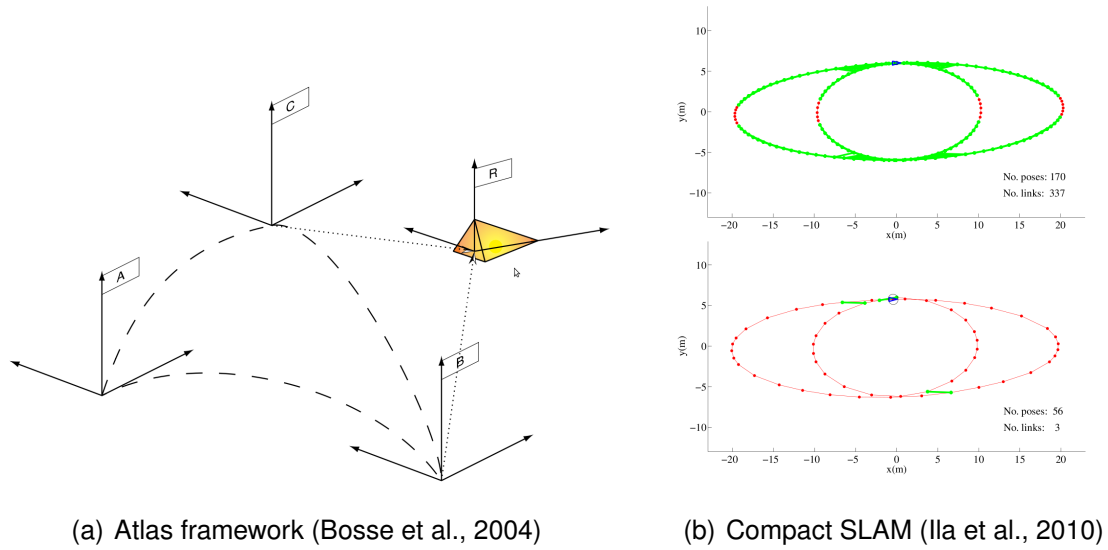 C
R
A
B
(a) Atlas framework (Bosse et al., 2004)
10
5
0
−5
−10
y(m)
No. poses: 170
No. links: 337
−20 −15 −10 −5 0 5 10 15 20
x(m)
10
5
0
−5
−10
y(m)
No. poses: 56
No. links: 3
−20 −15 −10 −5 0 5 10 15 20
x(m)
(b) Compact SLAM (Ila et al., 2010)